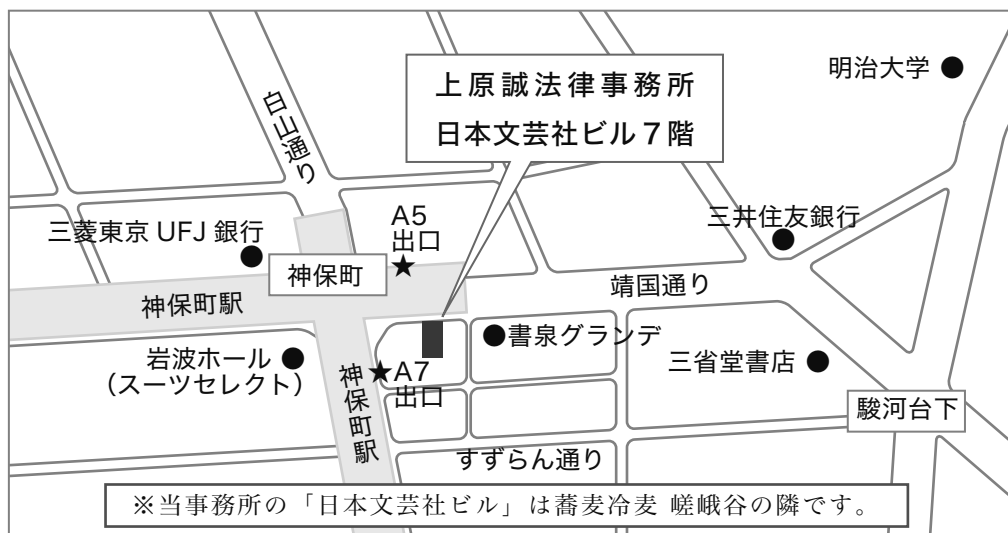 明治大学
上原誠法律事務所
日本文芸社ビル7階
白山通り
A5
出口
三井住友銀行
三菱東京 UFJ 銀行
神保町
靖国通り
神保町駅
書泉グランデ
岩波ホール
（スーツセレクト）
三省堂書店
A7
出口
神保町駅
駿河台下
すずらん通り
※当事務所の「日本文芸社ビル」は蕎麦冷麦 嵯峨谷の隣です。